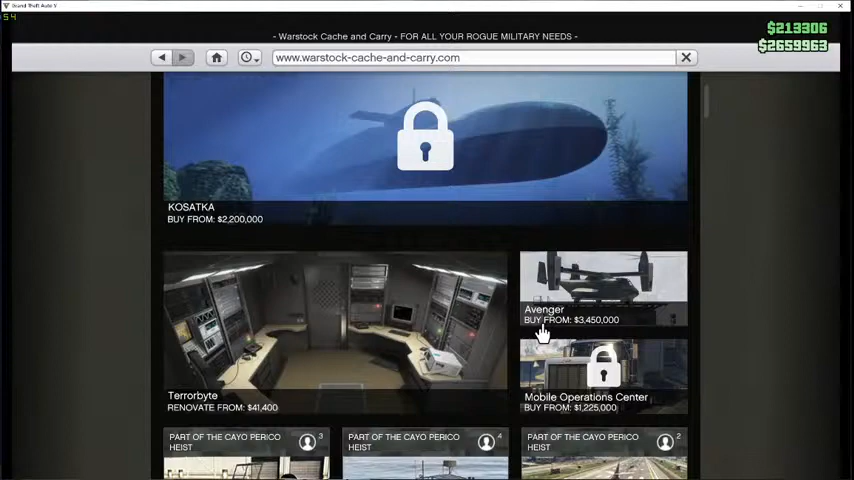 Grand Theft Auto V
54
- Warstock Cache and Carry - FOR ALL YOUR ROGUE MILITARY NEEDS -
$213306
$2659963
www.warstock-cache-and-carry.com
KOSATKA
BUY FROM: $2,200,000
Avenger
BUY FROM: $3,450,000
Terrorbyte
RENOVATE FROM: $41,400
Mobile Operations Center
BUY FROM: $1,225,000
PART OF THE CAYO PERICO
HEIST
3
PART OF THE CAYO PERICO
HEIST
4
PART OF THE CAYO PERICO
HEIST
2